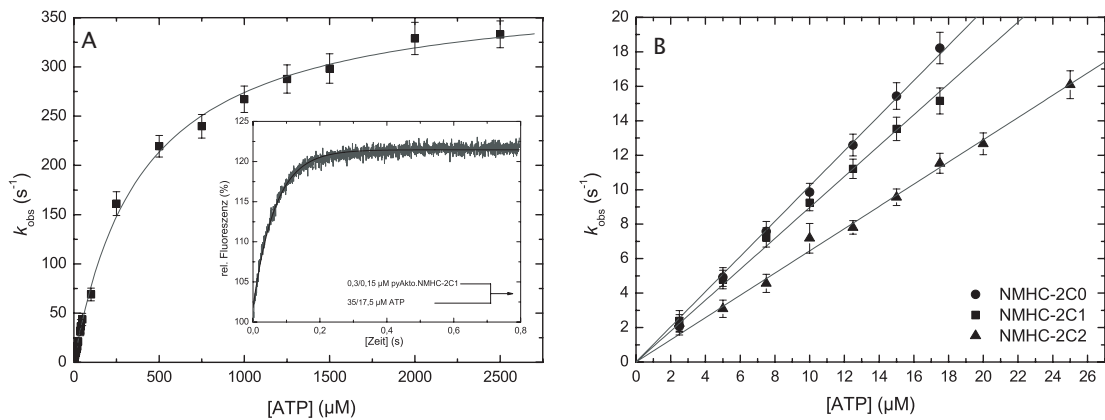 A
400
350
300
250
200
150
100
50
0
k_obs (s⁻¹)
0 500 1000 1500 2000 2500
[ATP] (µM)
125
120
115
110
105
100
rel. Fluoreszenz (%)
0,3/0,15 µM pyAkto.NMHC-2C1
35/17,5 µM ATP
0,0 0,2 0,4 0,6 0,8
[Zeit] (s)
B
20
18
16
14
12
10
8
6
4
2
0
k_obs (s⁻¹)
NMHC-2C0
NMHC-2C1
NMHC-2C2
0 2 4 6 8 10 12 14 16 18 20 22 24 26
[ATP] (µM)